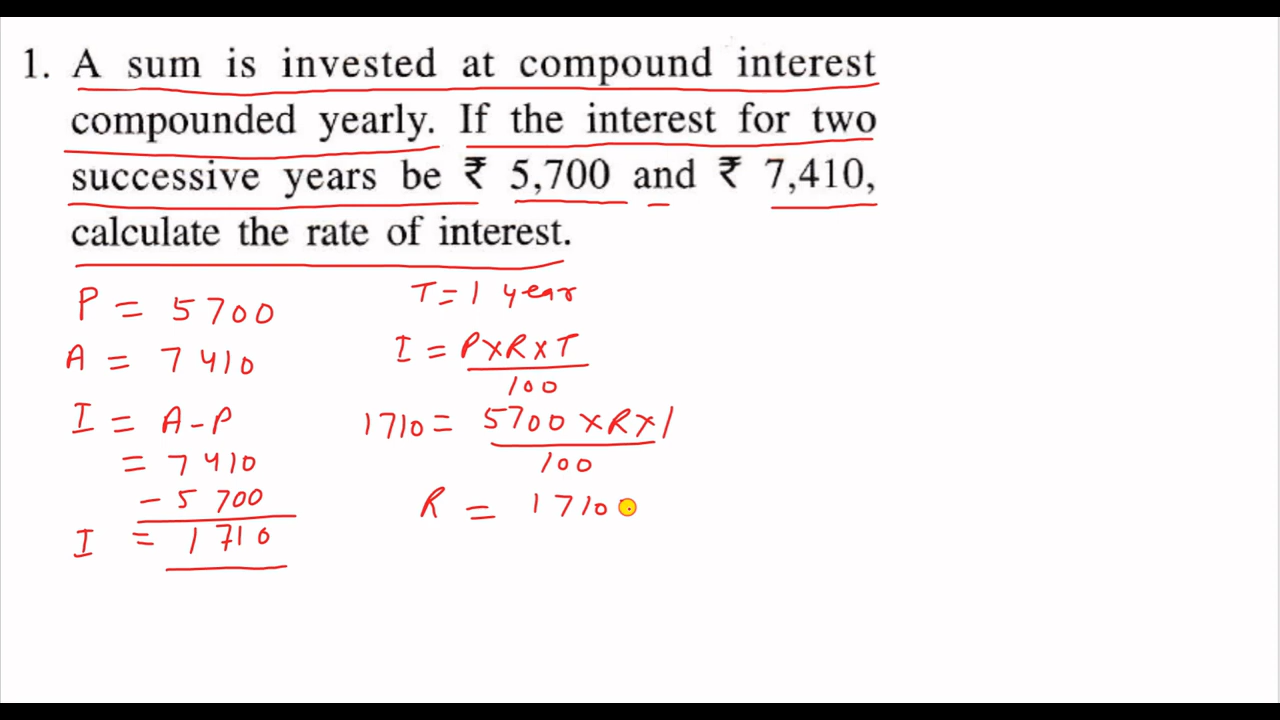 1. A sum is invested at compound interest
compounded yearly. If the interest for two
successive years be ₹ 5,700 and ₹ 7,410,
calculate the rate of interest.
P = 5700
A = 7410
I = A-P
= 7410
- 5700
I = 1710
T = 1 year
I = P×R×T
100
1710 = 5700 ×R×1
100
R = 17100